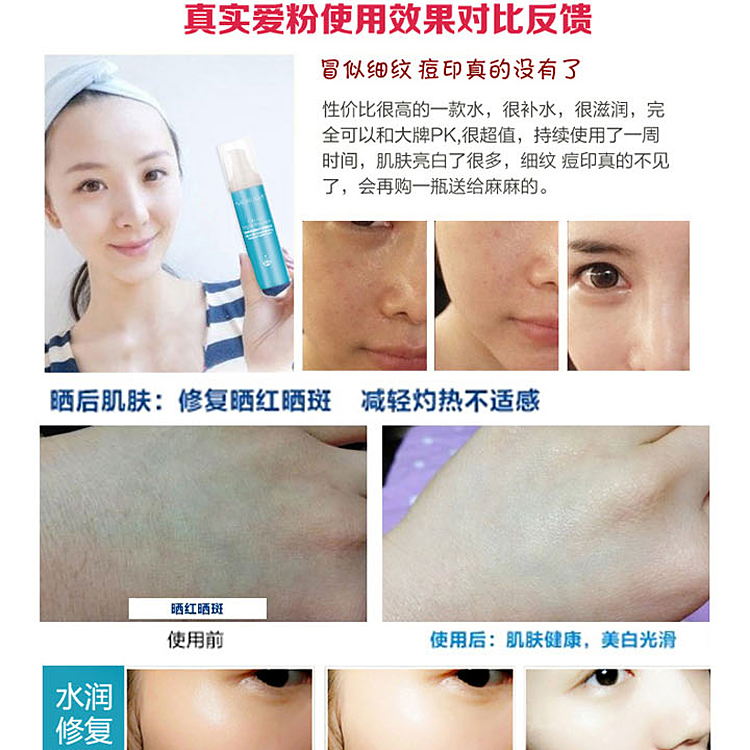 真实爱粉使用效果对比反馈
冒似细纹 痘印真的没有了
性价比很高的一款水，很补水，很滋润，完
全可以和大牌PK,很超值，持续使用了一周
时间，肌肤亮白了很多，细纹 痘印真的不见
了，会再购一瓶送给麻麻的。
晒后肌肤：修复晒红晒斑 减轻灼热不适感
晒红晒斑
使用前
使用后：肌肤健康，美白光滑
水润
修复